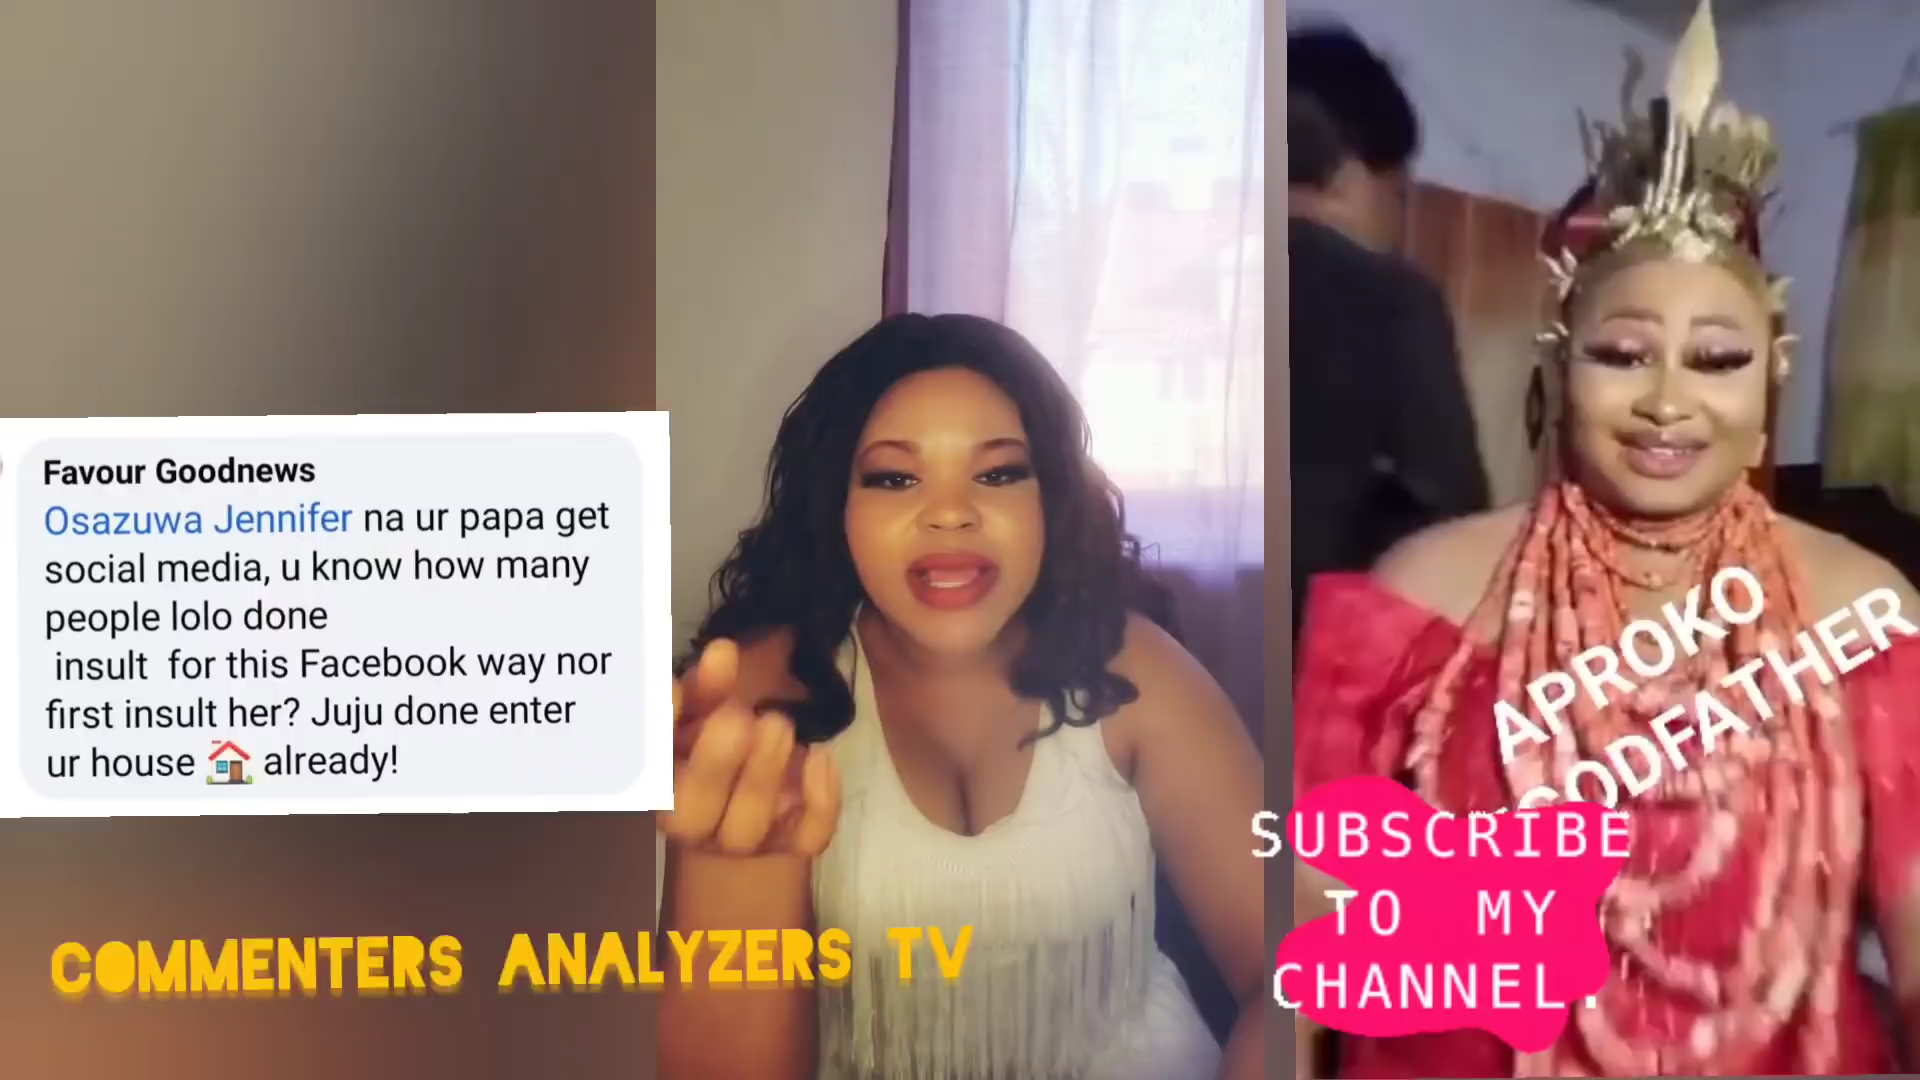 Favour Goodnews
Osazuwa Jennifer na ur papa get
social media, u know how many
people lolo done
insult for this Facebook way nor
first insult her? Juju done enter
ur house 🏠 already!
COMMENTERS ANALYZERS TV
APROKO
GODFATHER
SUBSCRIBE
TO MY
CHANNEL.